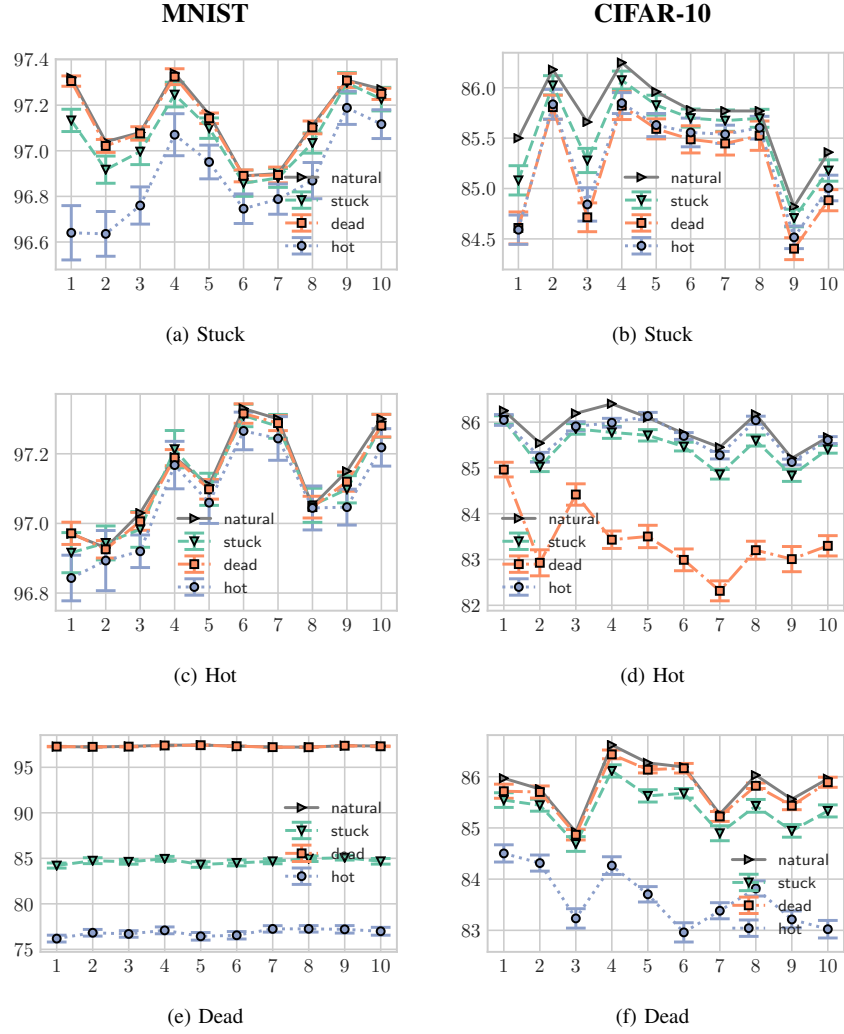 MNIST
CIFAR-10
97.4
97.2
97.0
96.8
96.6
natural
stuck
dead
hot
1 2 3 4 5 6 7 8 9 10
(a) Stuck
86.0
85.5
85.0
84.5
natural
stuck
dead
hot
1 2 3 4 5 6 7 8 9 10
(b) Stuck
97.2
97.0
96.8
natural
stuck
dead
hot
1 2 3 4 5 6 7 8 9 10
(c) Hot
86
85
84
83
82
natural
stuck
dead
hot
1 2 3 4 5 6 7 8 9 10
(d) Hot
95
90
85
80
75
natural
stuck
dead
hot
1 2 3 4 5 6 7 8 9 10
(e) Dead
86
85
84
83
natural
stuck
dead
hot
1 2 3 4 5 6 7 8 9 10
(f) Dead